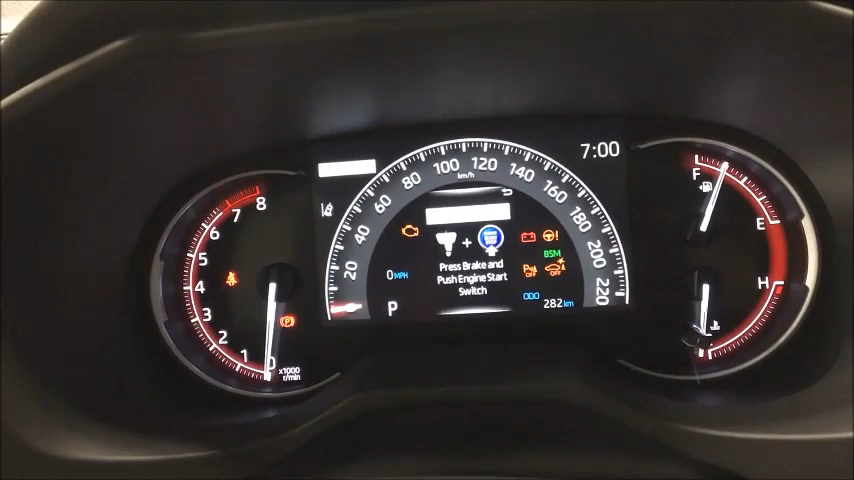 7:00
20
40
60
80
100
120
140
160
180
200
220
km/h
BSM
0 MPH
Press Brake and
Push Engine Start
Switch
OFF
OFF
ODO
282 km
P
8
7
6
5
4
3
2
1
0
x1000
r/min
(P)
F
E
H